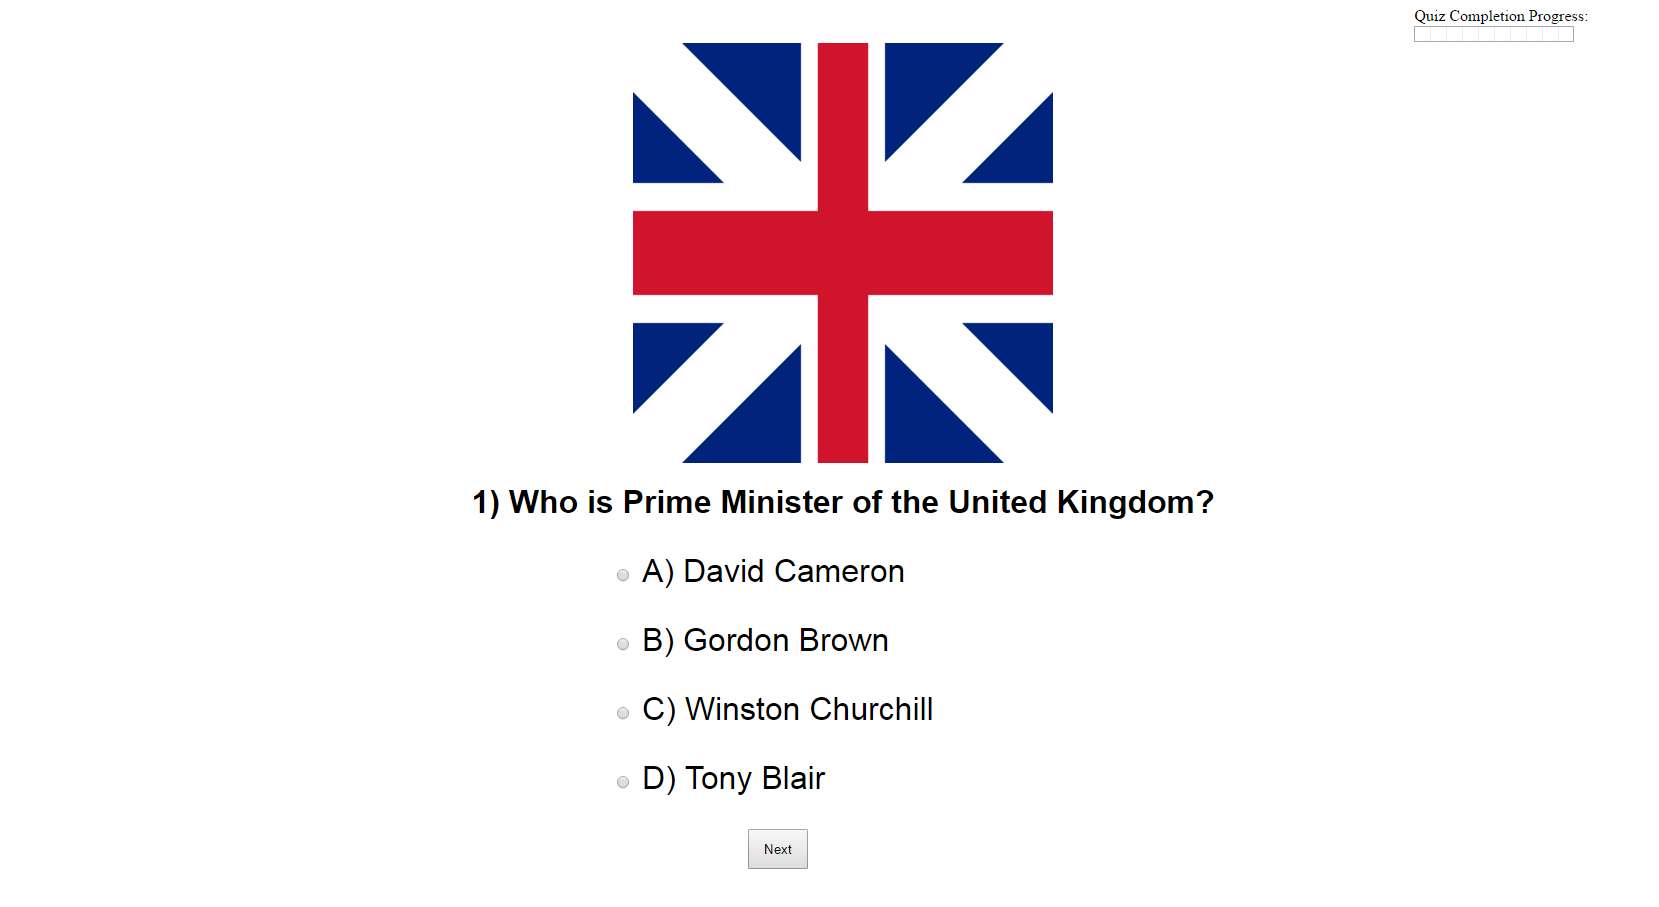 Quiz Completion Progress:
1) Who is Prime Minister of the United Kingdom?
A) David Cameron
B) Gordon Brown
C) Winston Churchill
D) Tony Blair
Next